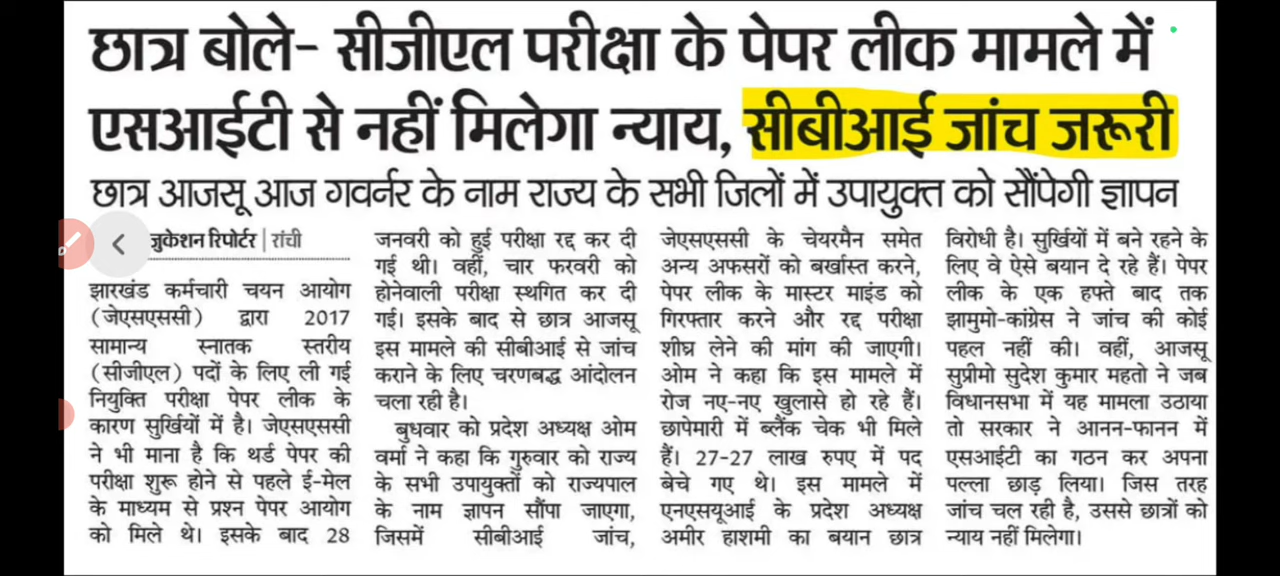 छात्र बोले- सीजीएल परीक्षा के पेपर लीक मामले में
एसआईटी से नहीं मिलेगा न्याय, सीबीआई जांच जरूरी
छात्र आजसू आज गवर्नर के नाम राज्य के सभी जिलों में उपायुक्त को सौंपेगी ज्ञापन
जुकेशन रिपोर्टर | रांची
झारखंड कर्मचारी चयन आयोग
(जेएसएससी) द्वारा 2017
सामान्य स्नातक स्तरीय
(सीजीएल) पदों के लिए ली गई
नियुक्ति परीक्षा पेपर लीक के
कारण सुर्खियों में है। जेएसएससी
ने भी माना है कि थर्ड पेपर की
परीक्षा शुरू होने से पहले ई-मेल
के माध्यम से प्रश्न पेपर आयोग
को मिले थे। इसके बाद 28
जनवरी को हुई परीक्षा रद्द कर दी
गई थी। वहीं, चार फरवरी को
होनेवाली परीक्षा स्थगित कर दी
गई। इसके बाद से छात्र आजसू
इस मामले की सीबीआई से जांच
कराने के लिए चरणबद्ध आंदोलन
चला रही है।
बुधवार को प्रदेश अध्यक्ष ओम
वर्मा ने कहा कि गुरुवार को राज्य
के सभी उपायुक्तों को राज्यपाल
के नाम ज्ञापन सौंपा जाएगा,
जिसमें सीबीआई जांच,
जेएसएससी के चेयरमैन समेत
अन्य अफसरों को बर्खास्त करने,
पेपर लीक के मास्टर माइंड को
गिरफ्तार करने और रद्द परीक्षा
शीघ्र लेने की मांग की जाएगी।
ओम ने कहा कि इस मामले में
रोज नए-नए खुलासे हो रहे हैं।
छापेमारी में ब्लैंक चेक भी मिले
हैं। 27-27 लाख रुपए में पद
बेचे गए थे। इस मामले में
एनएसयूआई के प्रदेश अध्यक्ष
अमीर हाशमी का बयान छात्र
विरोधी है। सुर्खियों में बने रहने के
लिए वे ऐसे बयान दे रहे हैं। पेपर
लीक के एक हफ्ते बाद तक
झामुमो-कांग्रेस ने जांच की कोई
पहल नहीं की। वहीं, आजसू
सुप्रीमो सुदेश कुमार महतो ने जब
विधानसभा में यह मामला उठाया
तो सरकार ने आनन-फानन में
एसआईटी का गठन कर अपना
पल्ला छाड़ लिया। जिस तरह
जांच चल रही है, उससे छात्रों को
न्याय नहीं मिलेगा।